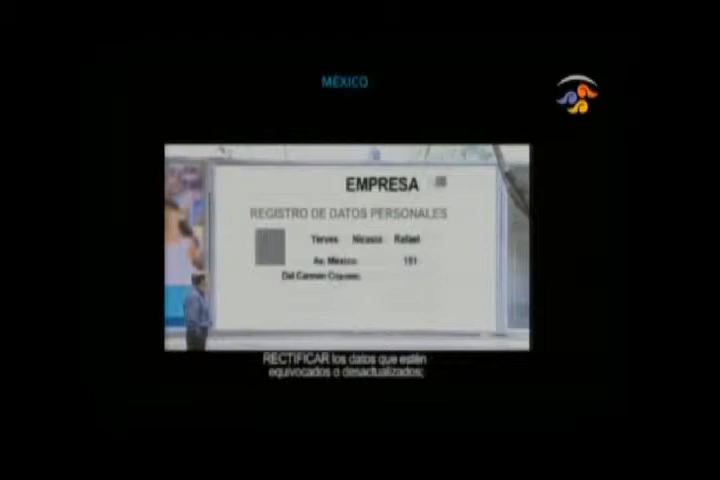 MÉXICO
EMPRESA
REGISTRO DE DATOS PERSONALES
Yerves Nicasio Rafael
Av. México 151
Del Carmen
RECTIFICAR los datos que estén
equivocados o desactualizados;